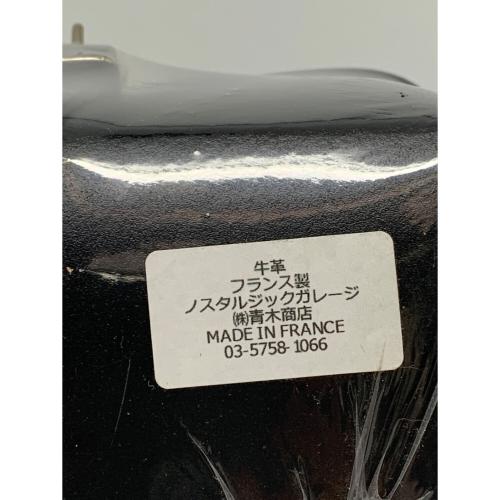 牛革
フランス製
ノスタルジックガレージ
㈱青木商店
MADE IN FRANCE
03-5758-1066